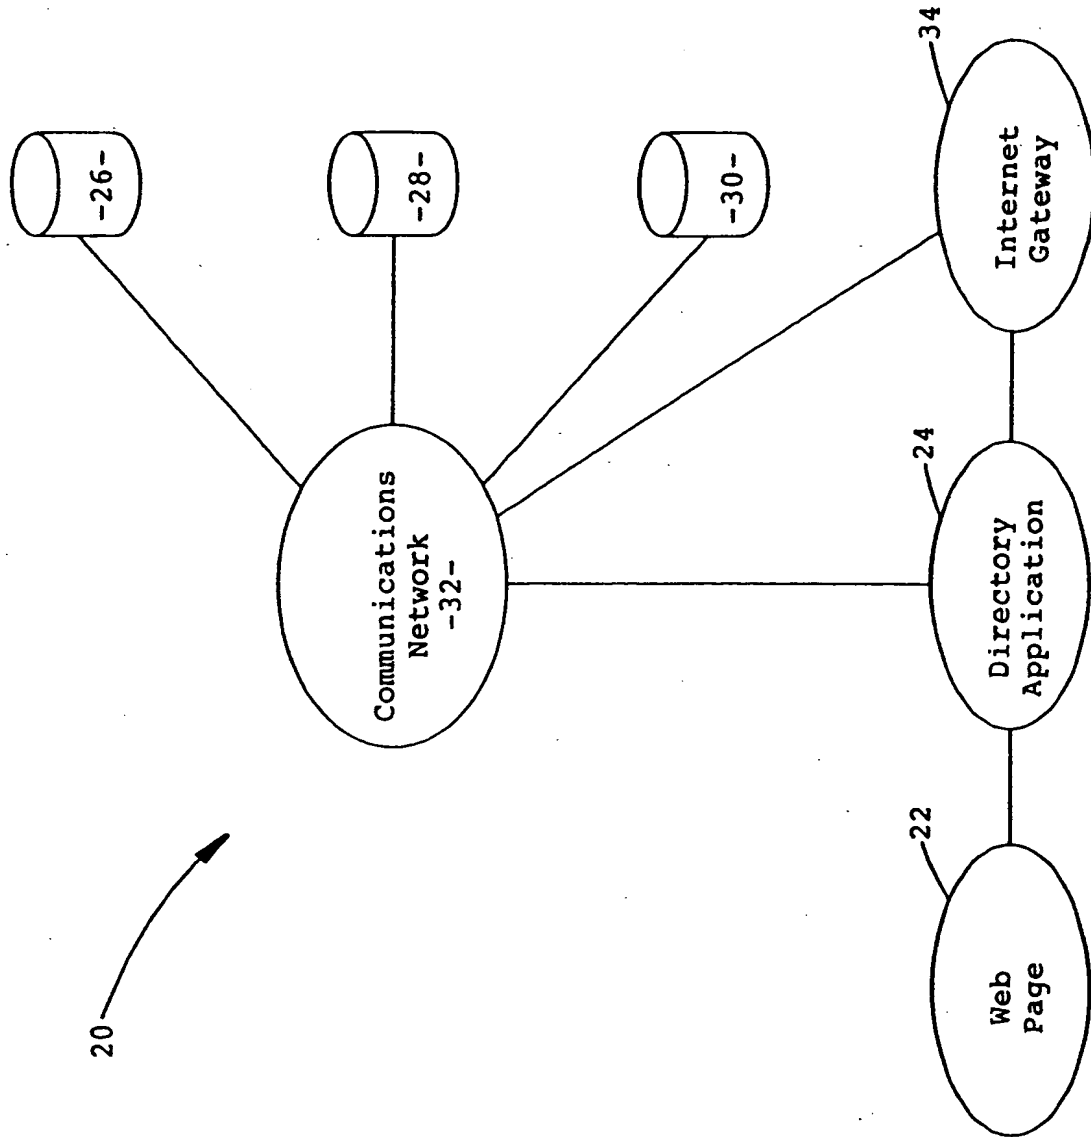 20
-26-
-28-
-30-
Communications
Network
-32-
34
Internet
Gateway
24
Directory
Application
22
Web
Page